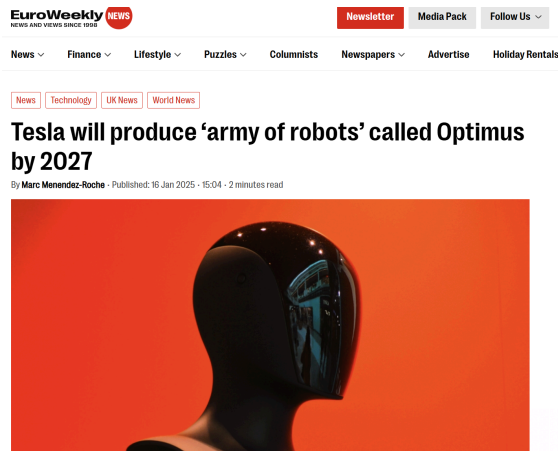 EuroWeekly NEWS
NEWS AND VIEWS SINCE 1998
Newsletter
Media Pack
Follow Us
News
Finance
Lifestyle
Puzzles
Columnists
Newspapers
Advertise
Holiday Rentals
News
Technology
UK News
World News
Tesla will produce ‘army of robots’ called Optimus
by 2027
By Marc Menendez-Roche · Published: 16 Jan 2025 · 15:04 · 2 minutes read